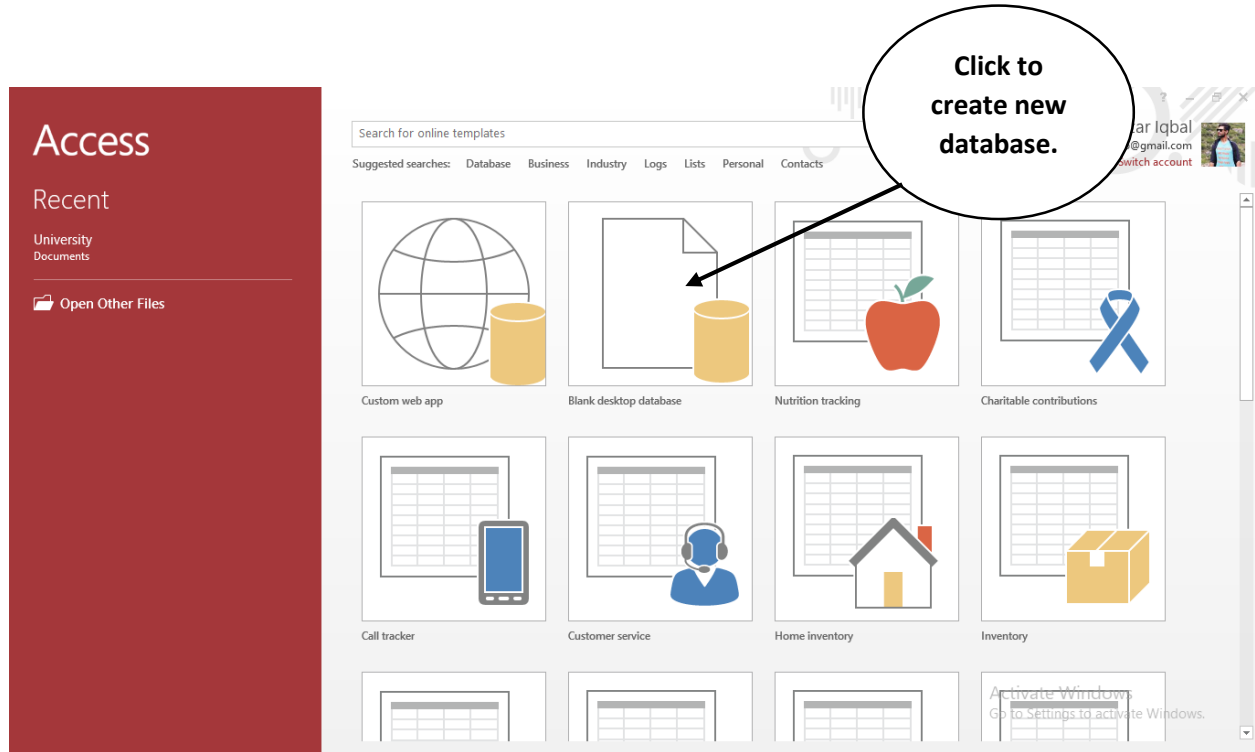 Click to
create new
database.
Access
Recent
University
Documents
Open Other Files
Search for online templates
Suggested searches: Database Business Industry Logs Lists Personal Contacts
Iqbal
@gmail.com
Switch account
Custom web app
Blank desktop database
Nutrition tracking
Charitable contributions
Call tracker
Customer service
Home inventory
Inventory
Activate Windows
Go to Settings to activate Windows.